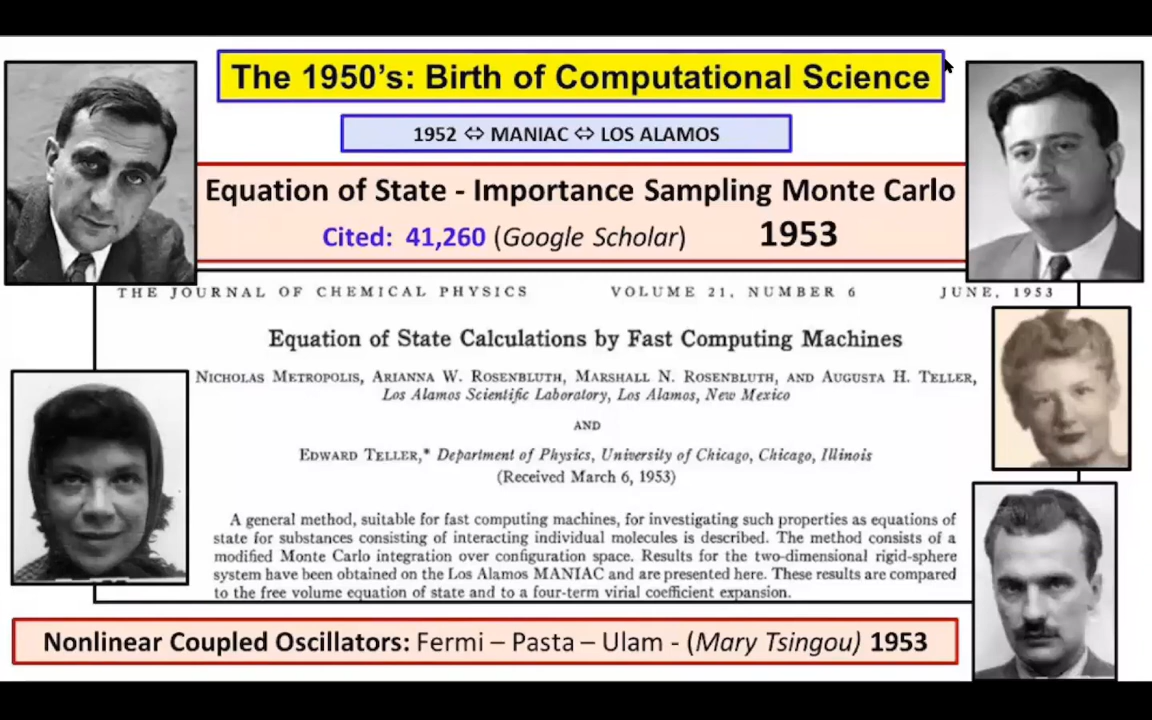 The 1950's: Birth of Computational Science
1952 ⇔ MANIAC ⇔ LOS ALAMOS
Equation of State - Importance Sampling Monte Carlo
Cited: 41,260 (Google Scholar) 1953
THE JOURNAL OF CHEMICAL PHYSICS VOLUME 21, NUMBER 6 JUNE, 1953
Equation of State Calculations by Fast Computing Machines
NICHOLAS METROPOLIS, ARIANNA W. ROSENBLUTH, MARSHALL N. ROSENBLUTH, AND AUGUSTA H. TELLER,
Los Alamos Scientific Laboratory, Los Alamos, New Mexico
AND
EDWARD TELLER,* Department of Physics, University of Chicago, Chicago, Illinois
(Received March 6, 1953)
A general method, suitable for fast computing machines, for investigating such properties as equations of
state for substances consisting of interacting individual molecules is described. The method consists of a
modified Monte Carlo integration over configuration space. Results for the two-dimensional rigid-sphere
system have been obtained on the Los Alamos MANIAC and are presented here. These results are compared
to the free volume equation of state and to a four-term virial coefficient expansion.
Nonlinear Coupled Oscillators: Fermi – Pasta – Ulam - (Mary Tsingou) 1953